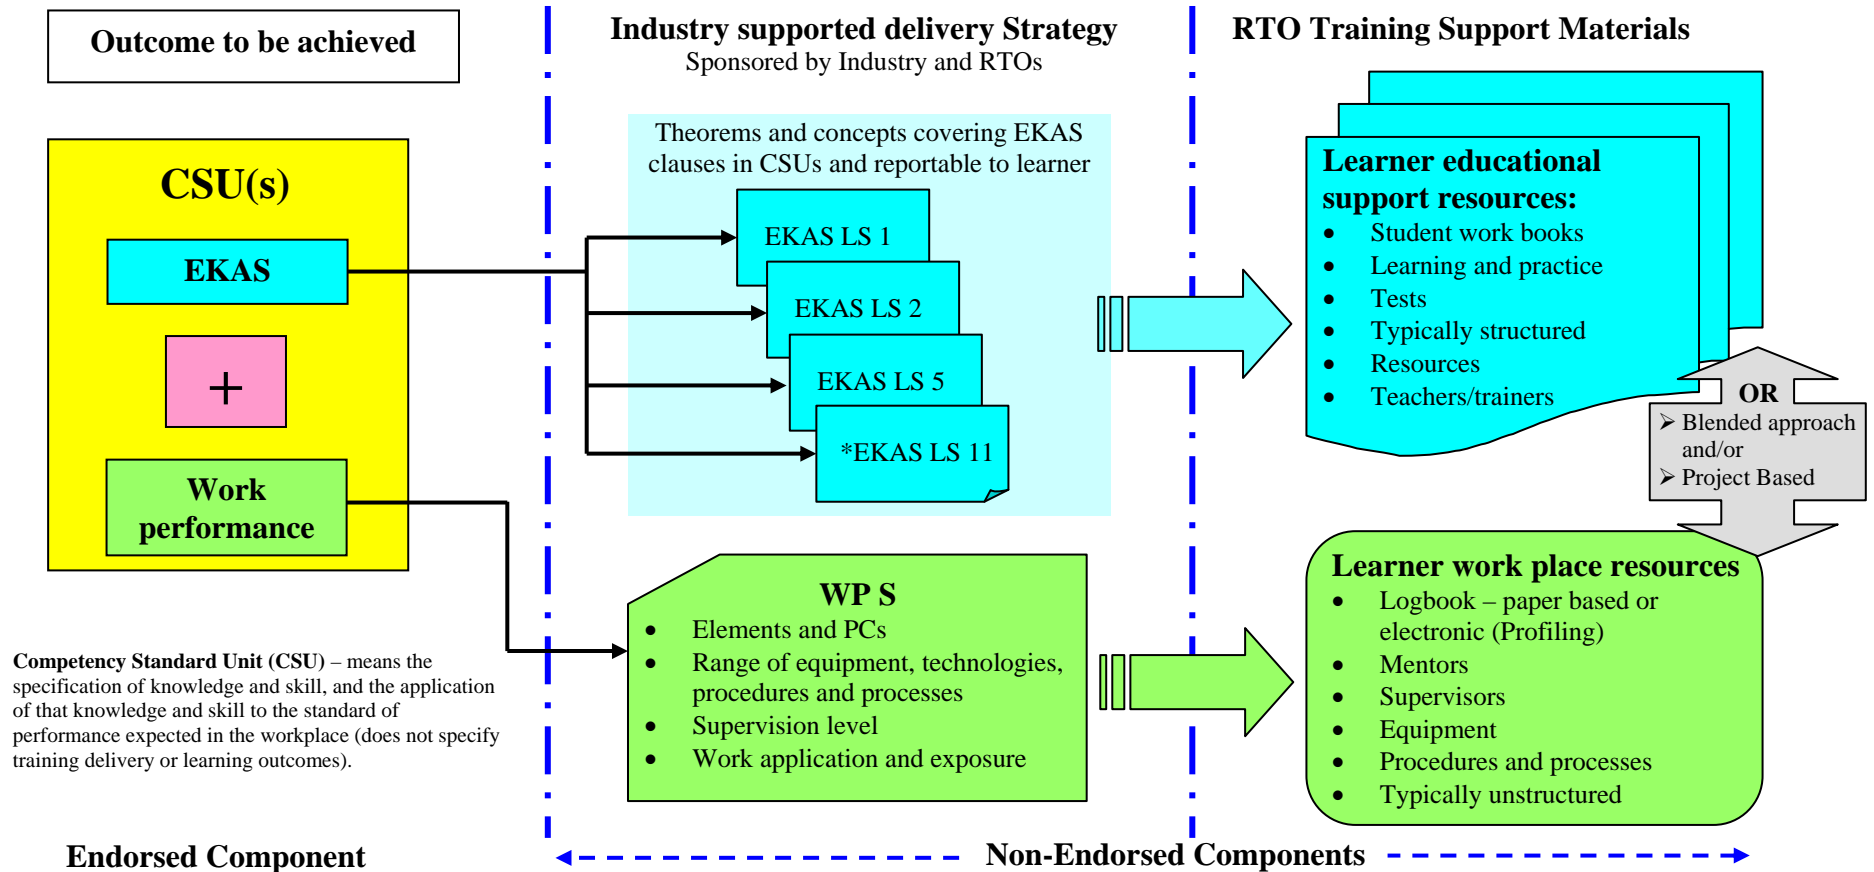 Outcome to be achieved
CSU(s)
EKAS
+
Work
performance
Competency Standard Unit (CSU) – means the
specification of knowledge and skill, and the application
of that knowledge and skill to the standard of
performance expected in the workplace (does not specify
training delivery or learning outcomes).
Endorsed Component
Industry supported delivery Strategy
Sponsored by Industry and RTOs
Theorems and concepts covering EKAS
clauses in CSUs and reportable to learner
EKAS LS 1
EKAS LS 2
EKAS LS 5
*EKAS LS 11
WP S
• Elements and PCs
• Range of equipment, technologies,
procedures and processes
• Supervision level
• Work application and exposure
RTO Training Support Materials
Learner educational
support resources:
• Student work books
• Learning and practice
• Tests
• Typically structured
• Resources
• Teachers/trainers
OR
➢ Blended approach
and/or
➢ Project Based
Learner work place resources
• Logbook – paper based or
electronic (Profiling)
• Mentors
• Supervisors
• Equipment
• Procedures and processes
• Typically unstructured
Non-Endorsed Components